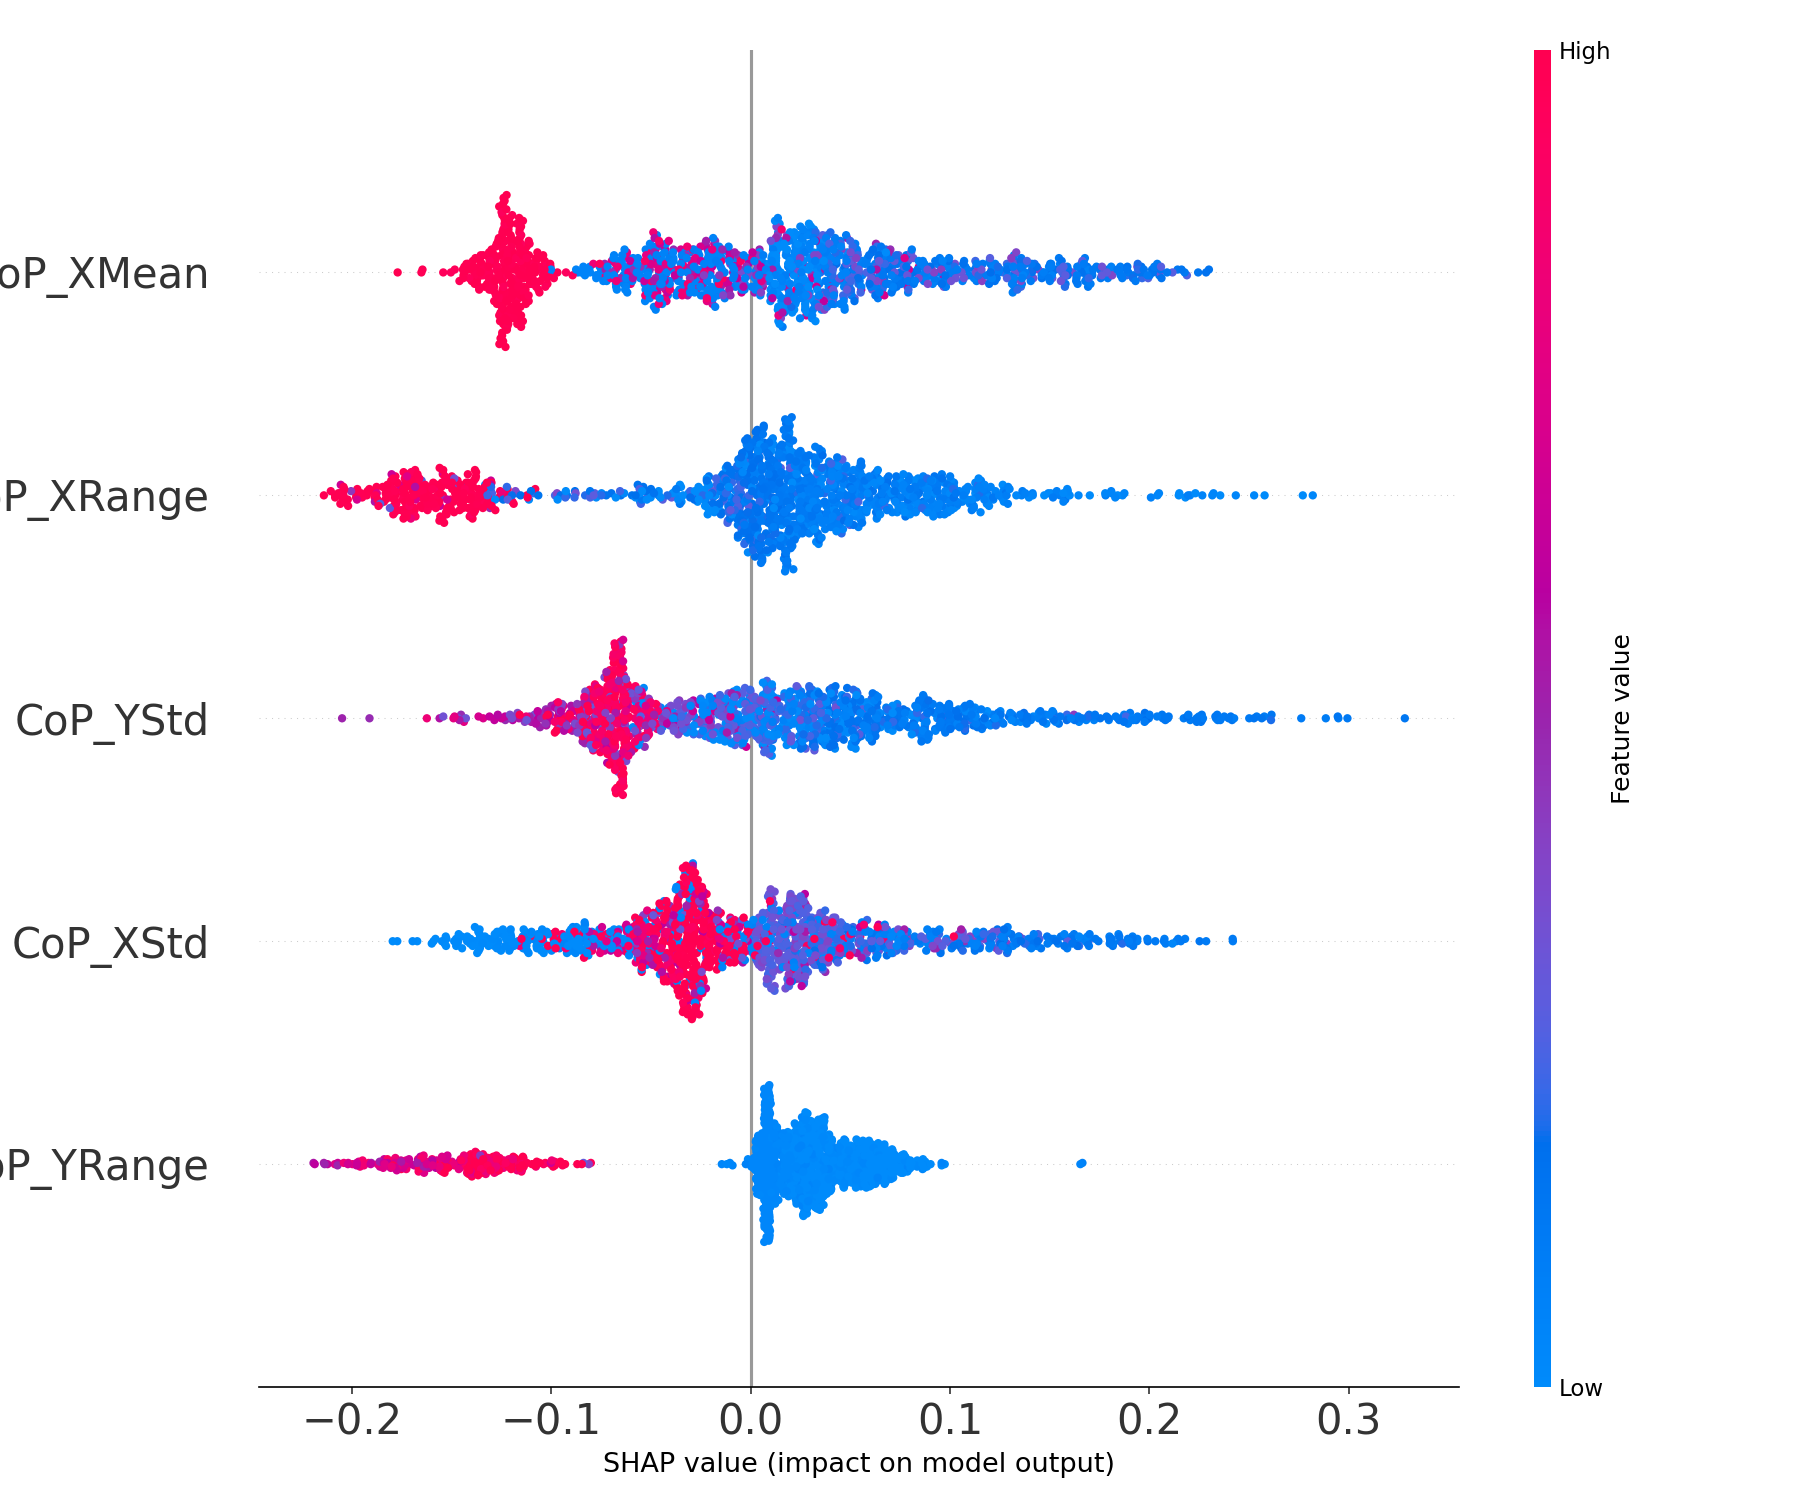 High
oP_XMean
oP_XRange
CoP_YStd
Feature value
CoP_XStd
oP_YRange
Low
−0.2 −0.1 0.0 0.1 0.2 0.3
SHAP value (impact on model output)